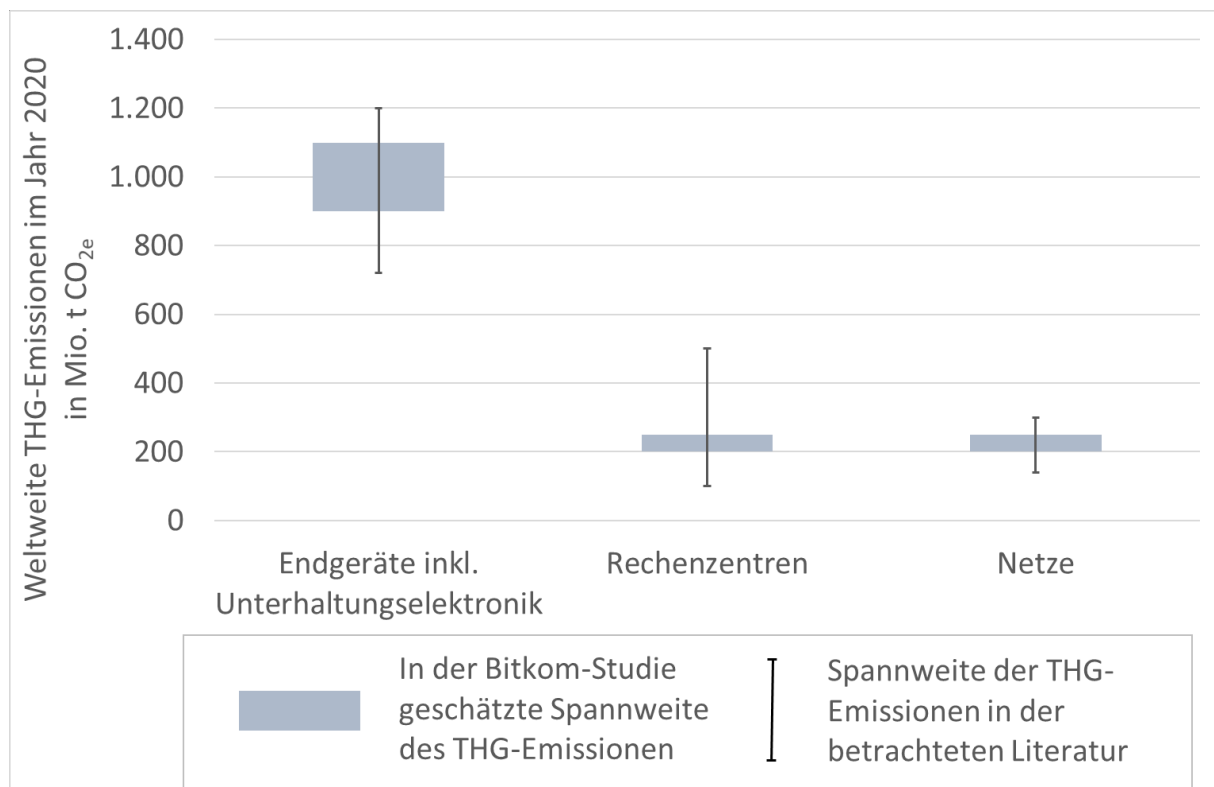 Weltweite THG-Emissionen im Jahr 2020
in Mio. t CO2e
1.400
1.200
1.000
800
600
400
200
0
Endgeräte inkl.
Unterhaltungselektronik
Rechenzentren
Netze
In der Bitkom-Studie
geschätzte Spannweite
des THG-Emissionen
Spannweite der THG-
Emissionen in der
betrachteten Literatur